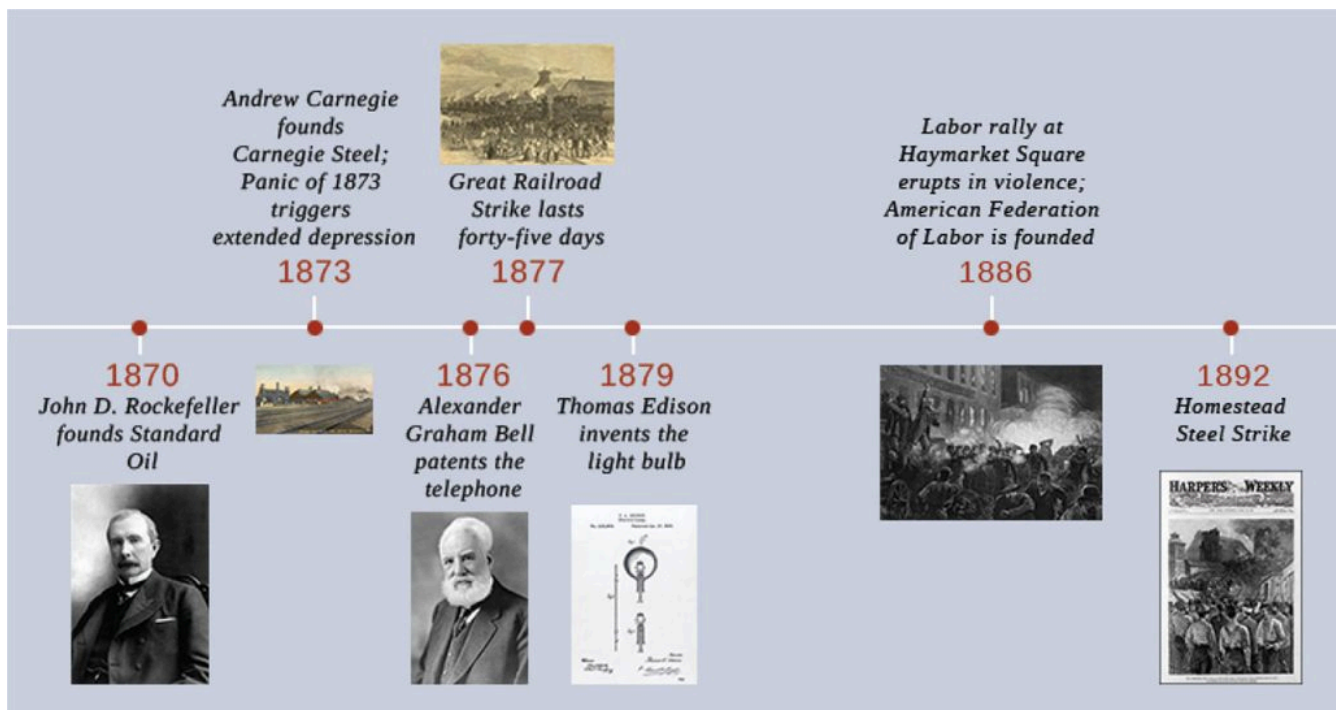 Andrew Carnegie
founds
Carnegie Steel;
Panic of 1873
triggers
extended depression
1873
Great Railroad
Strike lasts
forty-five days
1877
Labor rally at
Haymarket Square
erupts in violence;
American Federation
of Labor is founded
1886
1870
John D. Rockefeller
founds Standard
Oil
1876
Alexander
Graham Bell
patents the
telephone
1879
Thomas Edison
invents the
light bulb
1892
Homestead
Steel Strike
HARPER'S WEEKLY